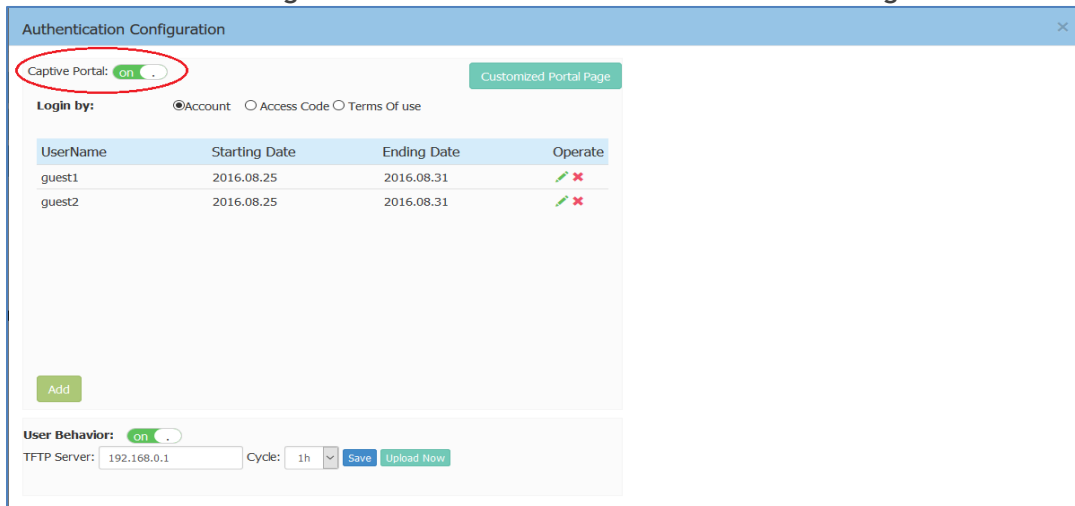 Authentication Configuration
Captive Portal: on
Customized Portal Page
Login by: Account Access Code Terms Of use
UserName Starting Date Ending Date Operate
guest1 2016.08.25 2016.08.31
guest2 2016.08.25 2016.08.31
Add
User Behavior: on
TFTP Server: 192.168.0.1 Cycle: 1h Save Upload Now